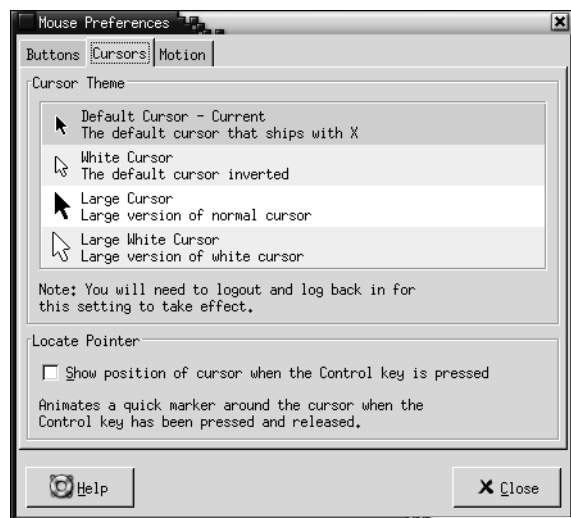 Mouse Preferences
Buttons Cursors Motion
Cursor Theme
Default Cursor - Current
The default cursor that ships with X
White Cursor
The default cursor inverted
Large Cursor
Large version of normal cursor
Large White Cursor
Large version of white cursor
Note: You will need to logout and log back in for
this setting to take effect.
Locate Pointer
Show position of cursor when the Control key is pressed
Animates a quick marker around the cursor when the
Control key has been pressed and released.
Help
Close